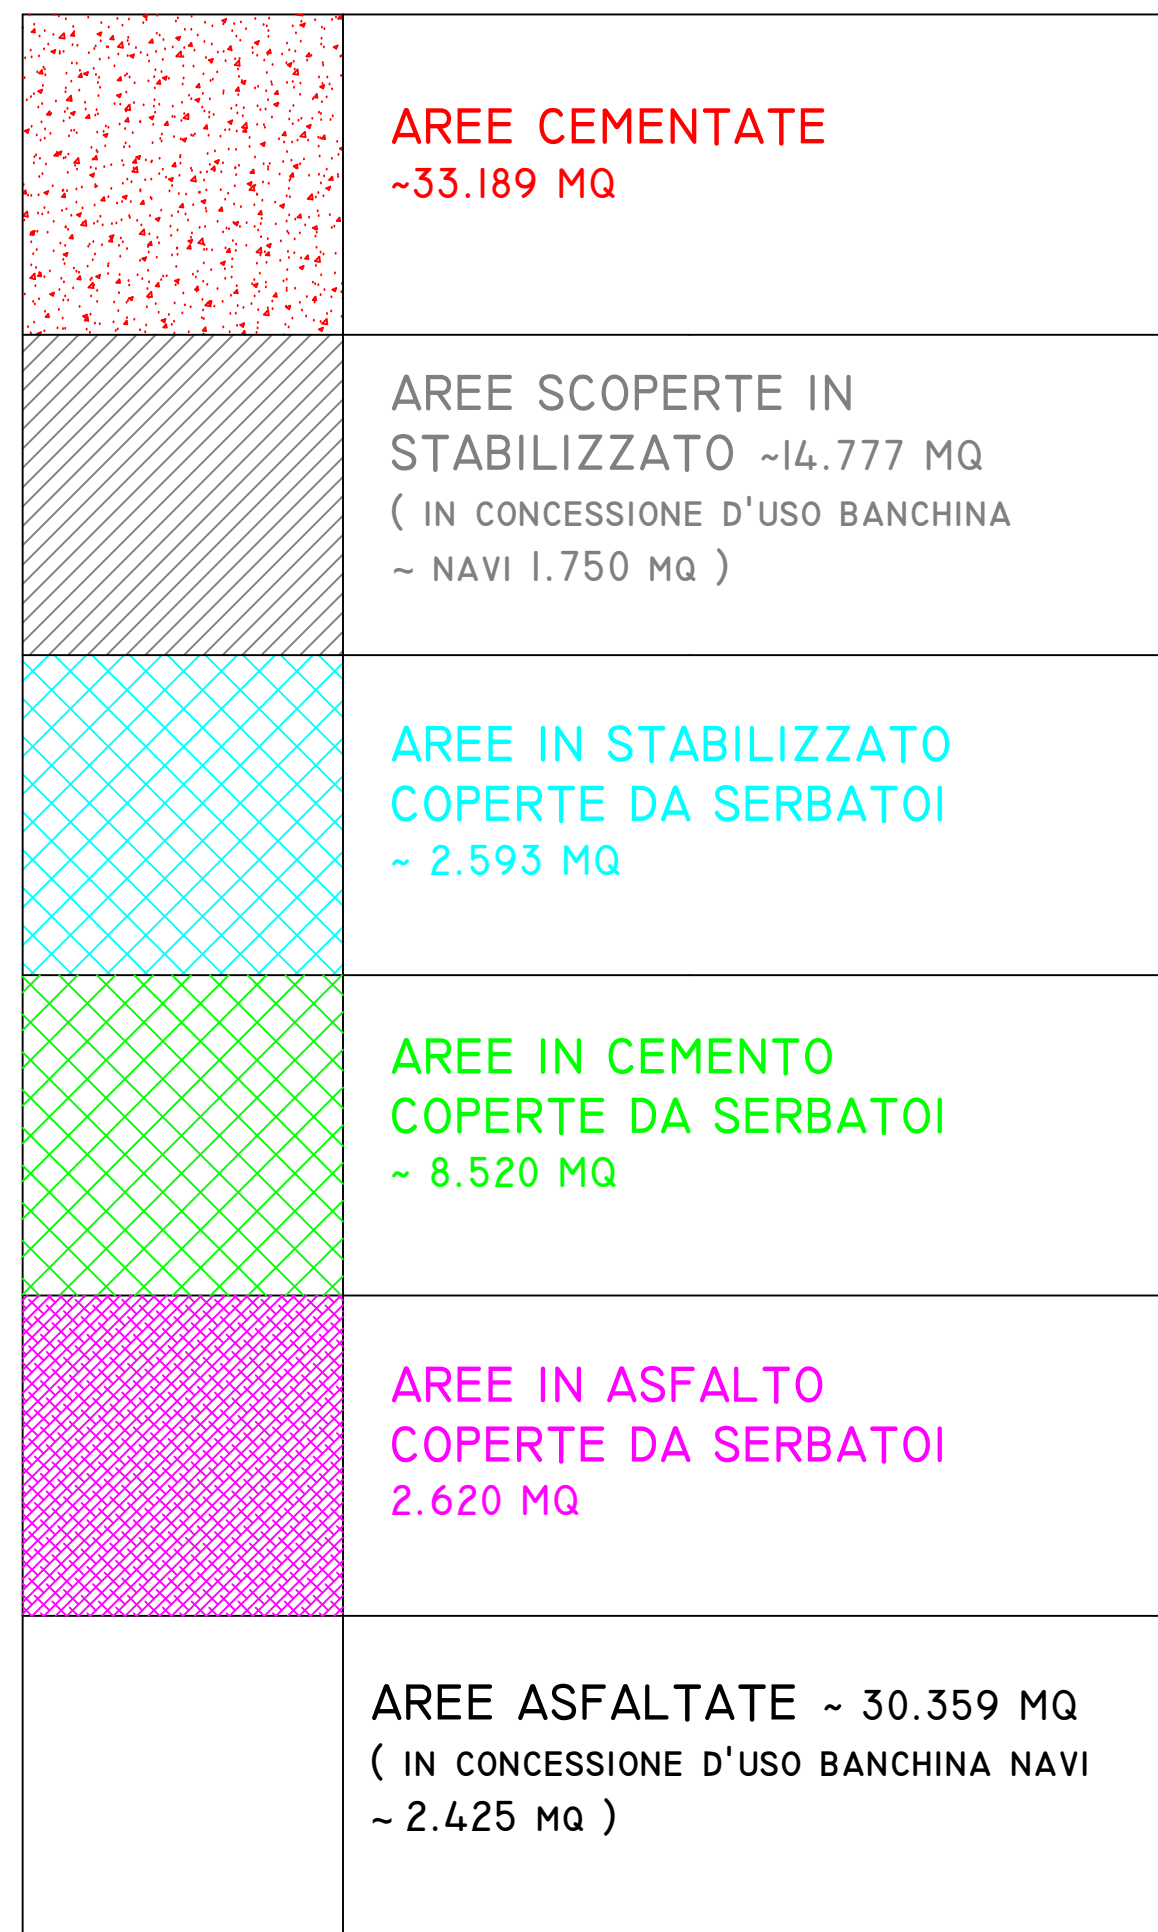 AREE CEMENTATE
~33.189 MQ
AREE SCOPERTE IN
STABILIZZATO ~14.777 MQ
( IN CONCESSIONE D'USO BANCHINA
~ NAVI 1.750 MQ )
AREE IN STABILIZZATO
COPERTE DA SERBATOI
~ 2.593 MQ
AREE IN CEMENTO
COPERTE DA SERBATOI
~ 8.520 MQ
AREE IN ASFALTO
COPERTE DA SERBATOI
2.620 MQ
AREE ASFALTATE ~ 30.359 MQ
( IN CONCESSIONE D'USO BANCHINA NAVI
~ 2.425 MQ )